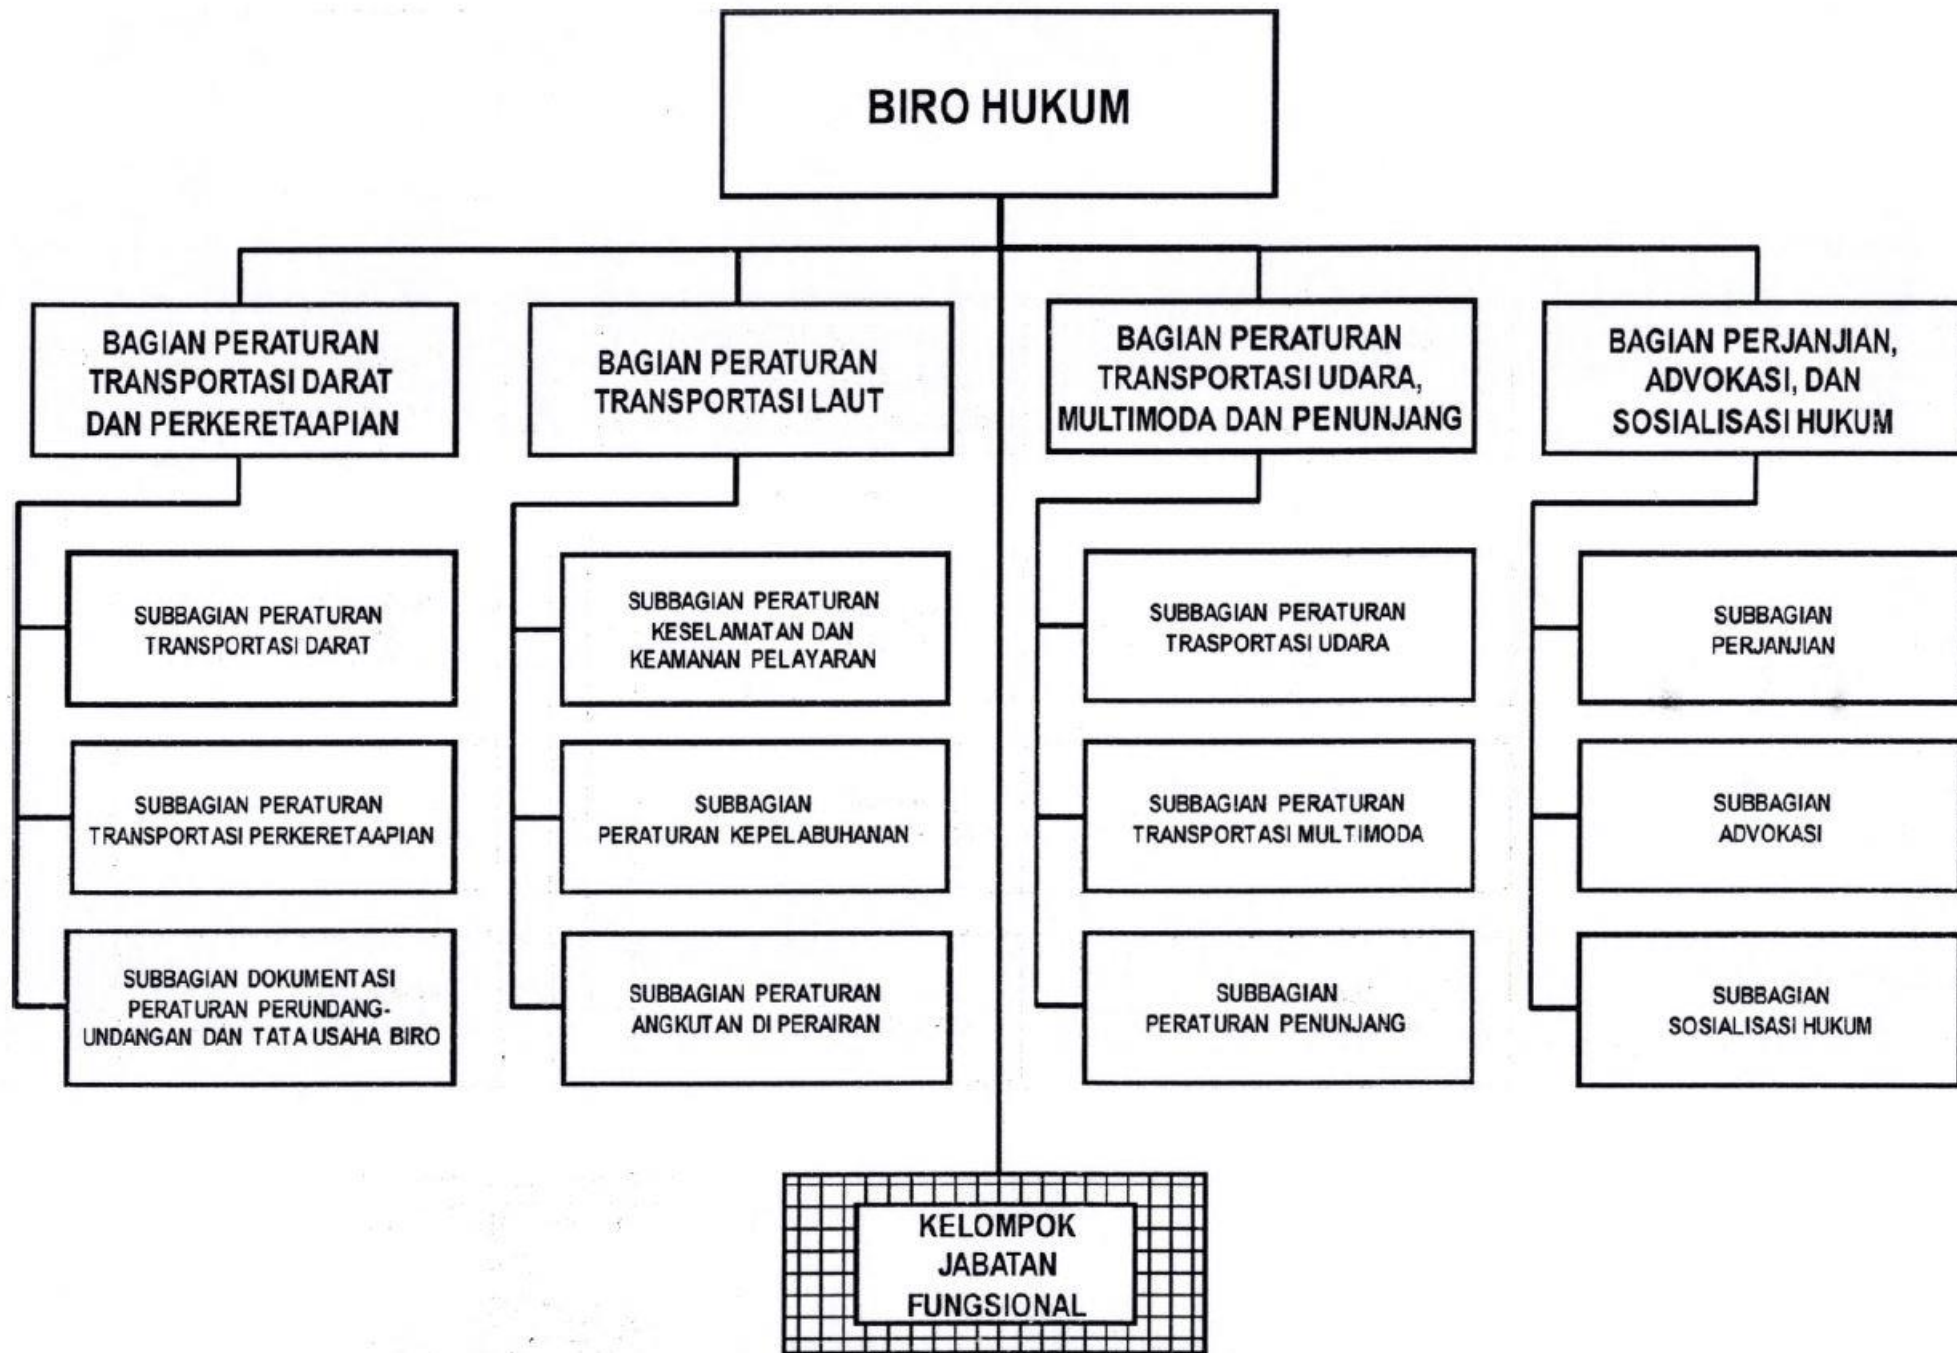 BIRO HUKUM
BAGIAN PERATURAN
TRANSPORTASI DARAT
DAN PERKERETAAPIAN
BAGIAN PERATURAN
TRANSPORTASI LAUT
BAGIAN PERATURAN
TRANSPORTASI UDARA,
MULTIMODA DAN PENUNJANG
BAGIAN PERJANJIAN,
ADVOKASI, DAN
SOSIALISASI HUKUM
SUBBAGIAN PERATURAN
TRANSPORTASI DARAT
SUBBAGIAN PERATURAN
KESELAMATAN DAN
KEAMANAN PELAYARAN
SUBBAGIAN PERATURAN
TRASPORTASI UDARA
SUBBAGIAN
PERJANJIAN
SUBBAGIAN PERATURAN
TRANSPORTASI PERKERETAAPIAN
SUBBAGIAN
PERATURAN KEPELABUHANAN
SUBBAGIAN PERATURAN
TRANSPORTASI MULTIMODA
SUBBAGIAN
ADVOKASI
SUBBAGIAN DOKUMENTASI
PERATURAN PERUNDANG-
UNDANGAN DAN TATA USAHA BIRO
SUBBAGIAN PERATURAN
ANGKUTAN DI PERAIRAN
SUBBAGIAN
PERATURAN PENUNJANG
SUBBAGIAN
SOSIALISASI HUKUM
KELOMPOK
JABATAN
FUNGSIONAL